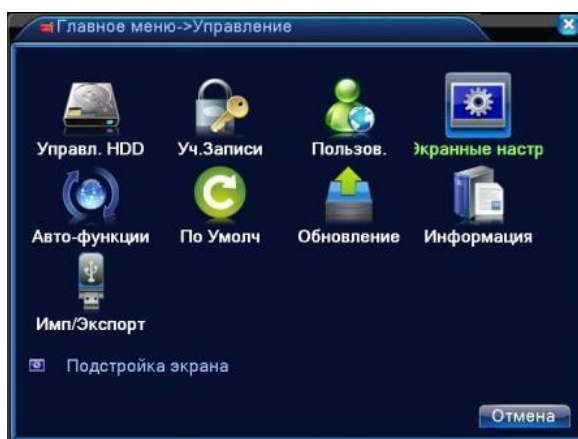 Главное меню->Управление
Управл. HDD Уч.Записи Пользов. Экранные настр
Авто-функции По Умолч Обновление Информация
Имп/Экспорт
Подстройка экрана
Отмена